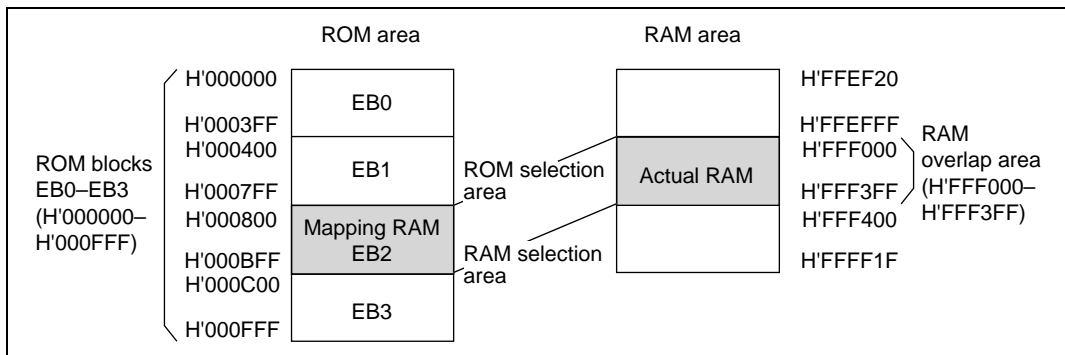 ROM area
RAM area
ROM blocks
EB0–EB3
(H'000000–
H'000FFF)
H'000000
H'0003FF
H'000400
H'0007FF
H'000800
H'000BFF
H'000C00
H'000FFF
EB0
EB1
Mapping RAM
EB2
EB3
ROM selection
area
RAM selection
area
Actual RAM
H'FFEF20
H'FFEFFF
H'FFF000
H'FFF3FF
H'FFF400
H'FFFF1F
RAM
overlap area
(H'FFF000–
H'FFF3FF)